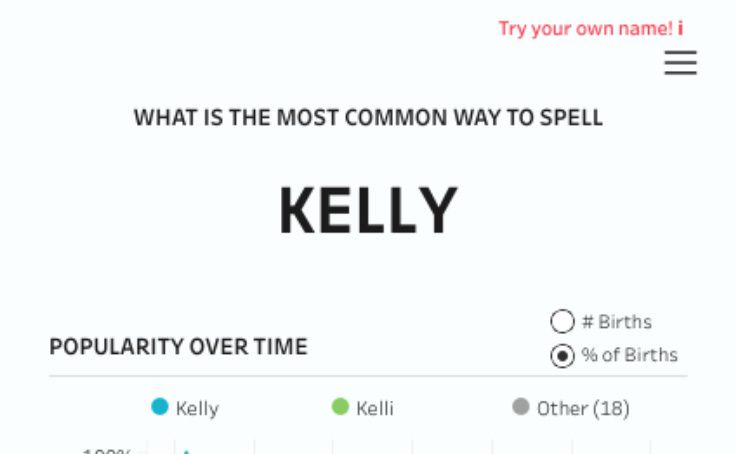 Try your own name! i
WHAT IS THE MOST COMMON WAY TO SPELL
KELLY
# Births
POPULARITY OVER TIME
% of Births
Kelly
Kelli
Other (18)
100%